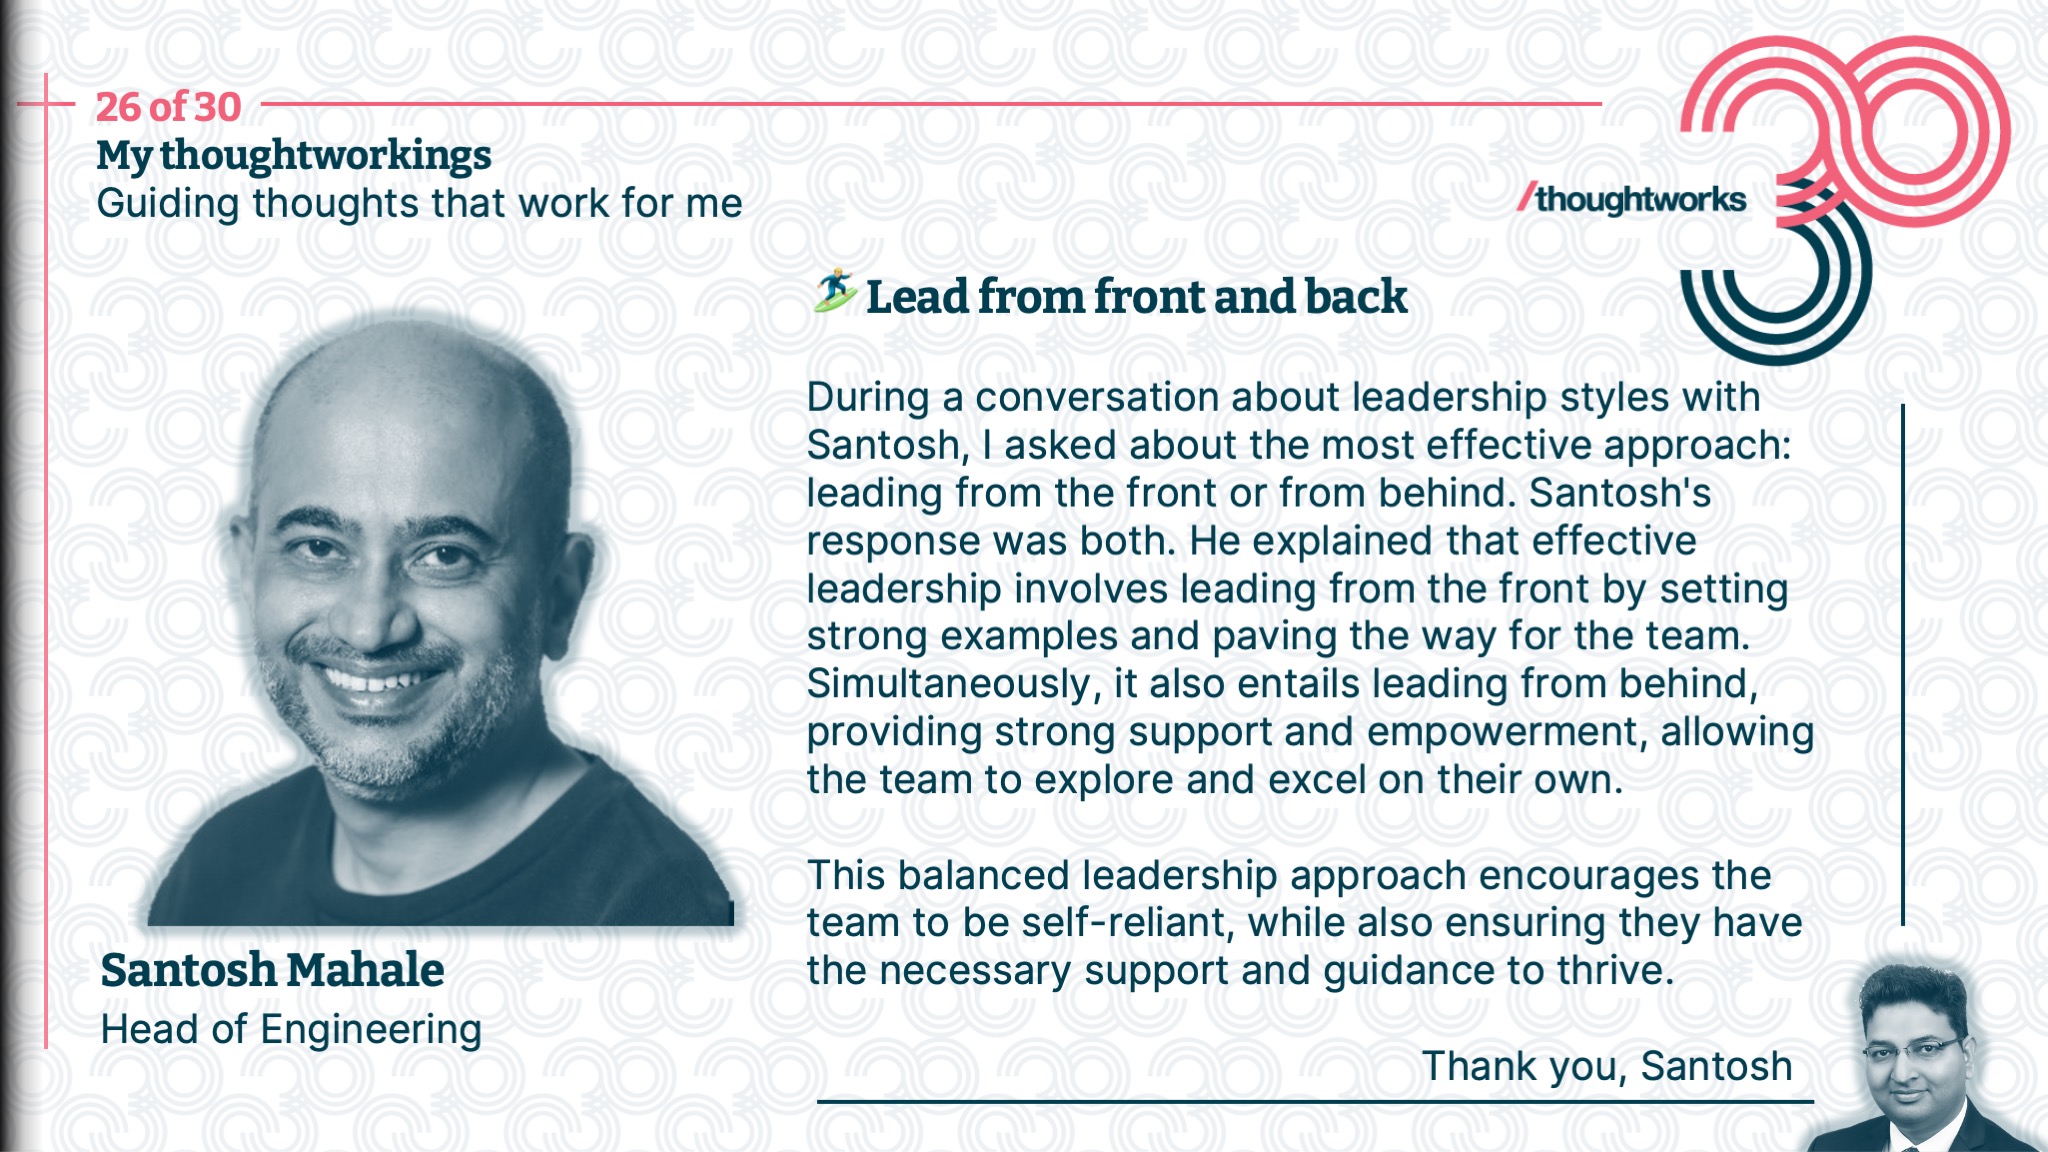 26 of 30
My thoughtworkings
Guiding thoughts that work for me
30
/thoughtworks
3
🏄 Lead from front and back
During a conversation about leadership styles with
Santosh, I asked about the most effective approach:
leading from the front or from behind. Santosh's
response was both. He explained that effective
leadership involves leading from the front by setting
strong examples and paving the way for the team.
Simultaneously, it also entails leading from behind,
providing strong support and empowerment, allowing
the team to explore and excel on their own.
This balanced leadership approach encourages the
team to be self-reliant, while also ensuring they have
the necessary support and guidance to thrive.
Thank you, Santosh
Santosh Mahale
Head of Engineering